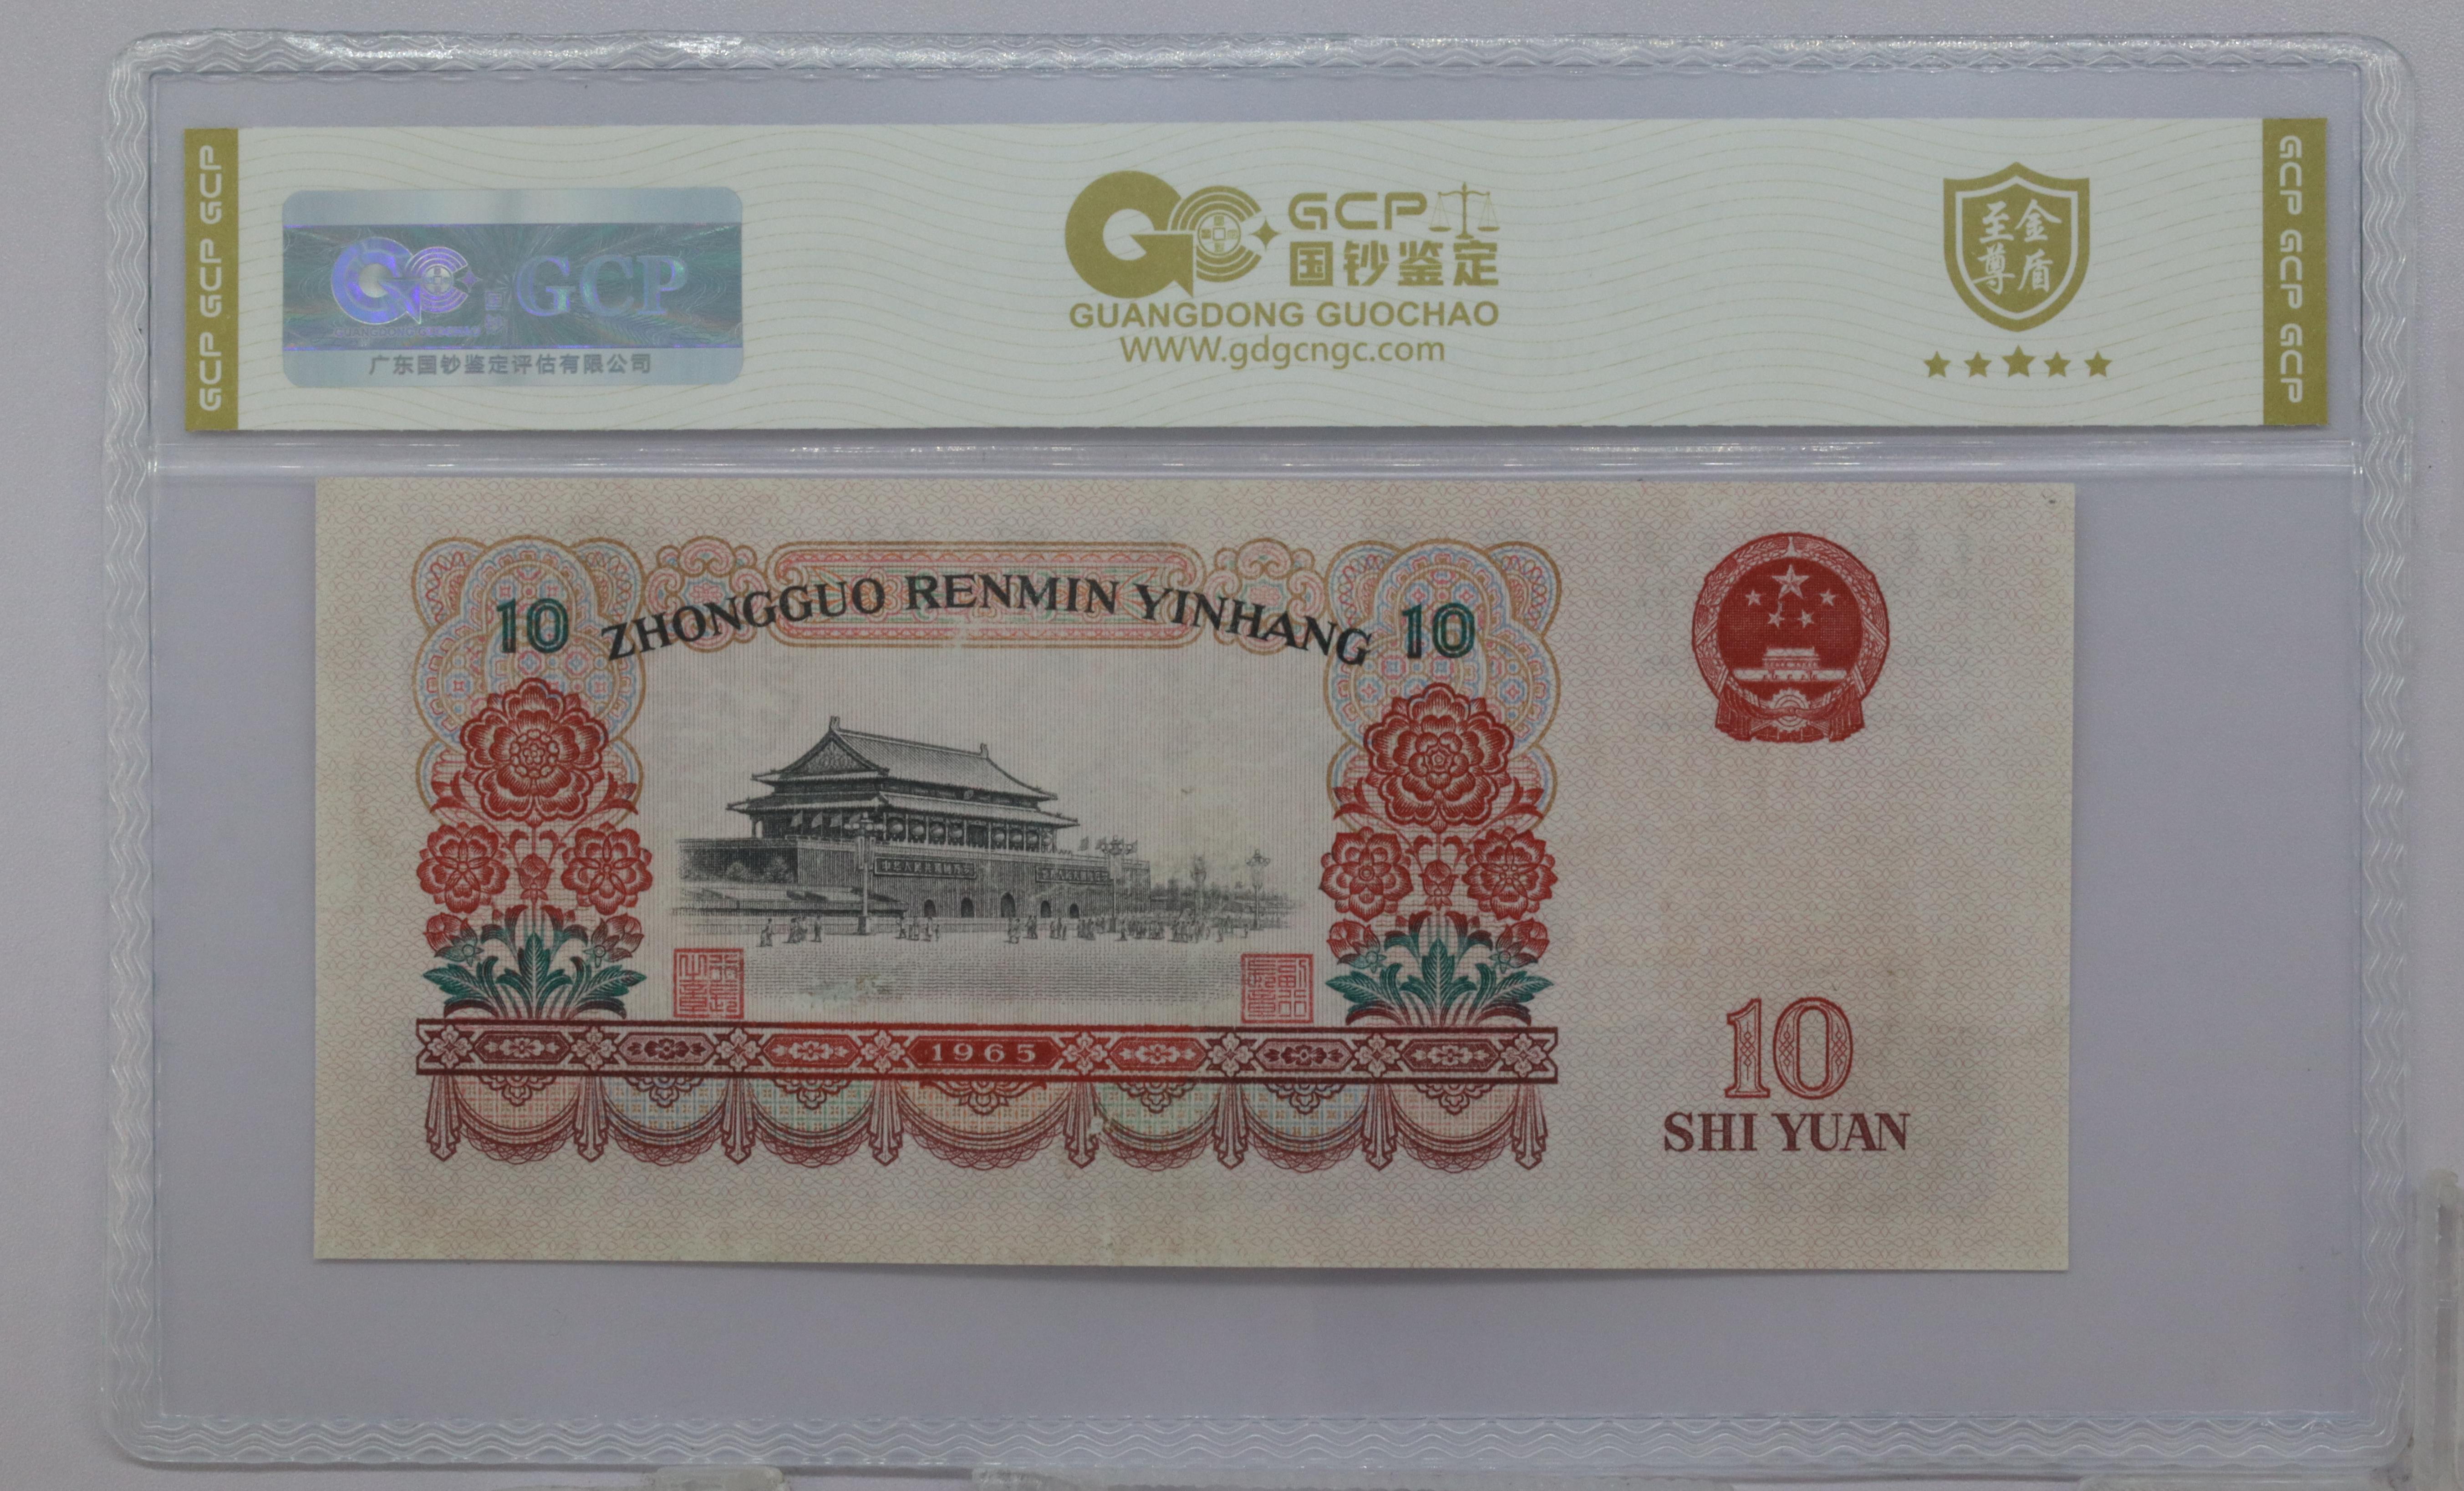 GCP GCP GCP
GCP
GUANGDONG GUOCHAO
广东国钞鉴定评估有限公司
GCP
国钞鉴定
GUANGDONG GUOCHAO
WWW.gdgcngc.com
至金
尊盾
GCP GCP GCP
10 ZHONGGUO RENMIN YINHANG 10
1965
10
SHI YUAN